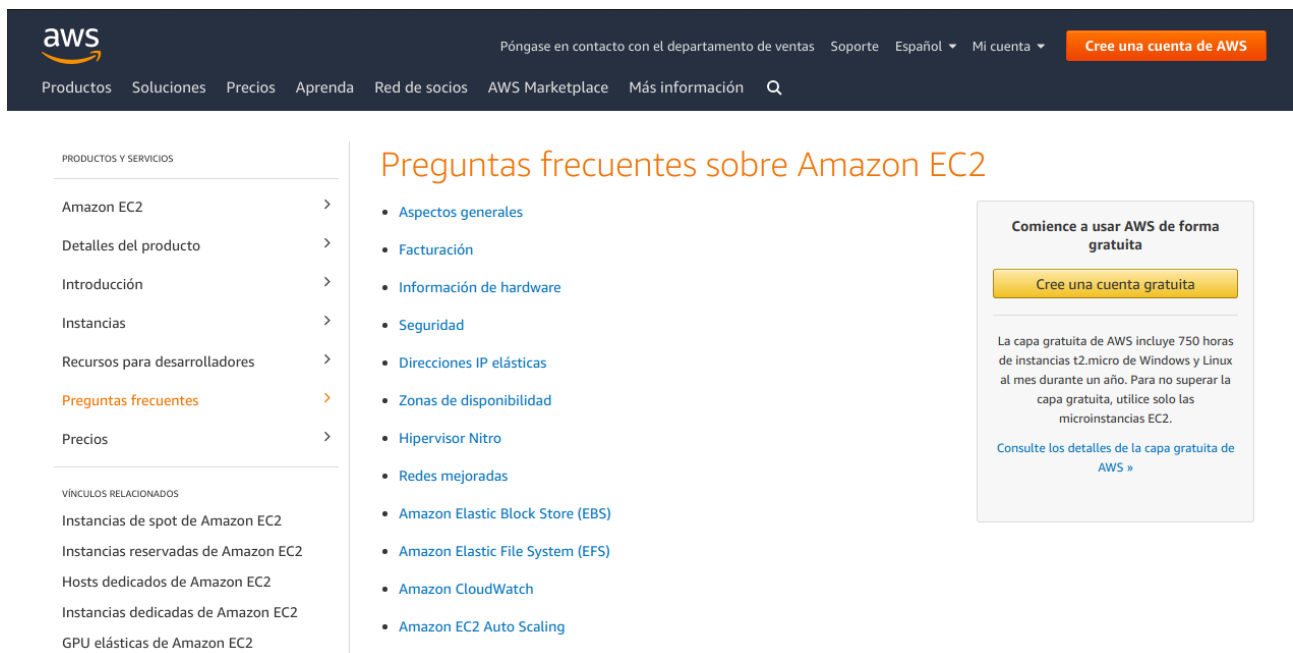 aws
Póngase en contacto con el departamento de ventas Soporte Español Mi cuenta Cree una cuenta de AWS
Productos Soluciones Precios Aprenda Red de socios AWS Marketplace Más información
PRODUCTOS Y SERVICIOS
Amazon EC2
Detalles del producto
Introducción
Instancias
Recursos para desarrolladores
Preguntas frecuentes
Precios
VÍNCULOS RELACIONADOS
Instancias de spot de Amazon EC2
Instancias reservadas de Amazon EC2
Hosts dedicados de Amazon EC2
Instancias dedicadas de Amazon EC2
GPU elásticas de Amazon EC2
Preguntas frecuentes sobre Amazon EC2
Aspectos generales
Facturación
Información de hardware
Seguridad
Direcciones IP elásticas
Zonas de disponibilidad
Hipervisor Nitro
Redes mejoradas
Amazon Elastic Block Store (EBS)
Amazon Elastic File System (EFS)
Amazon CloudWatch
Amazon EC2 Auto Scaling
Comience a usar AWS de forma
gratuita
Cree una cuenta gratuita
La capa gratuita de AWS incluye 750 horas
de instancias t2.micro de Windows y Linux
al mes durante un año. Para no superar la
capa gratuita, utilice solo las
microinstancias EC2.
Consulte los detalles de la capa gratuita de
AWS »